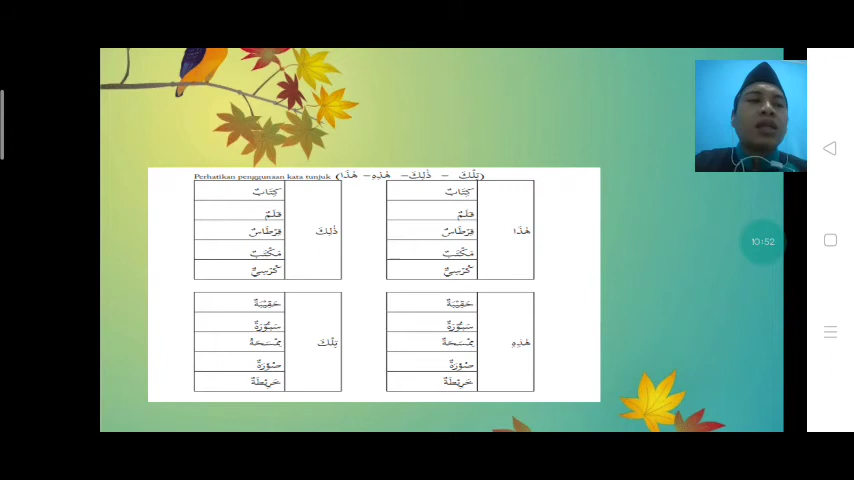 Perhatikan penggunaan kata tunjuk (هٰذَا – هٰذِهِ – ذٰلِكَ – تِلْكَ)
هٰذَا
كِتَابٌ
قَلَمٌ
قِرْطَاسٌ
مَكْتَبٌ
كُرْسِيٌّ
ذٰلِكَ
كِتَابٌ
قَلَمٌ
قِرْطَاسٌ
مَكْتَبٌ
كُرْسِيٌّ
هٰذِهِ
حَقِيْبَةٌ
سَبُّوْرَةٌ
مِمْسَحَةٌ
صُوْرَةٌ
خَرِيْطَةٌ
تِلْكَ
حَقِيْبَةٌ
سَبُّوْرَةٌ
مِمْسَحَةٌ
صُوْرَةٌ
خَرِيْطَةٌ
10:52